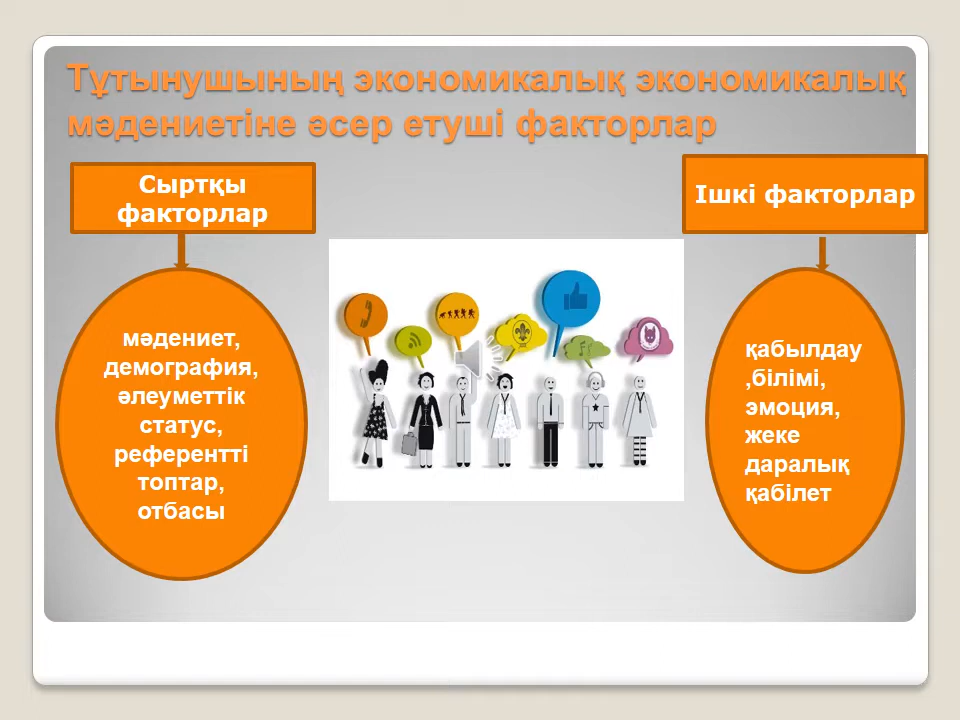 Тұтынушының экономикалық экономикалық
мәдениетіне әсер етуші факторлар
Сыртқы
факторлар
Ішкі факторлар
мәдениет,
демография,
әлеуметтік
статус,
референтті
топтар,
отбасы
қабылдау
,білімі,
эмоция,
жеке
даралық
қабілет